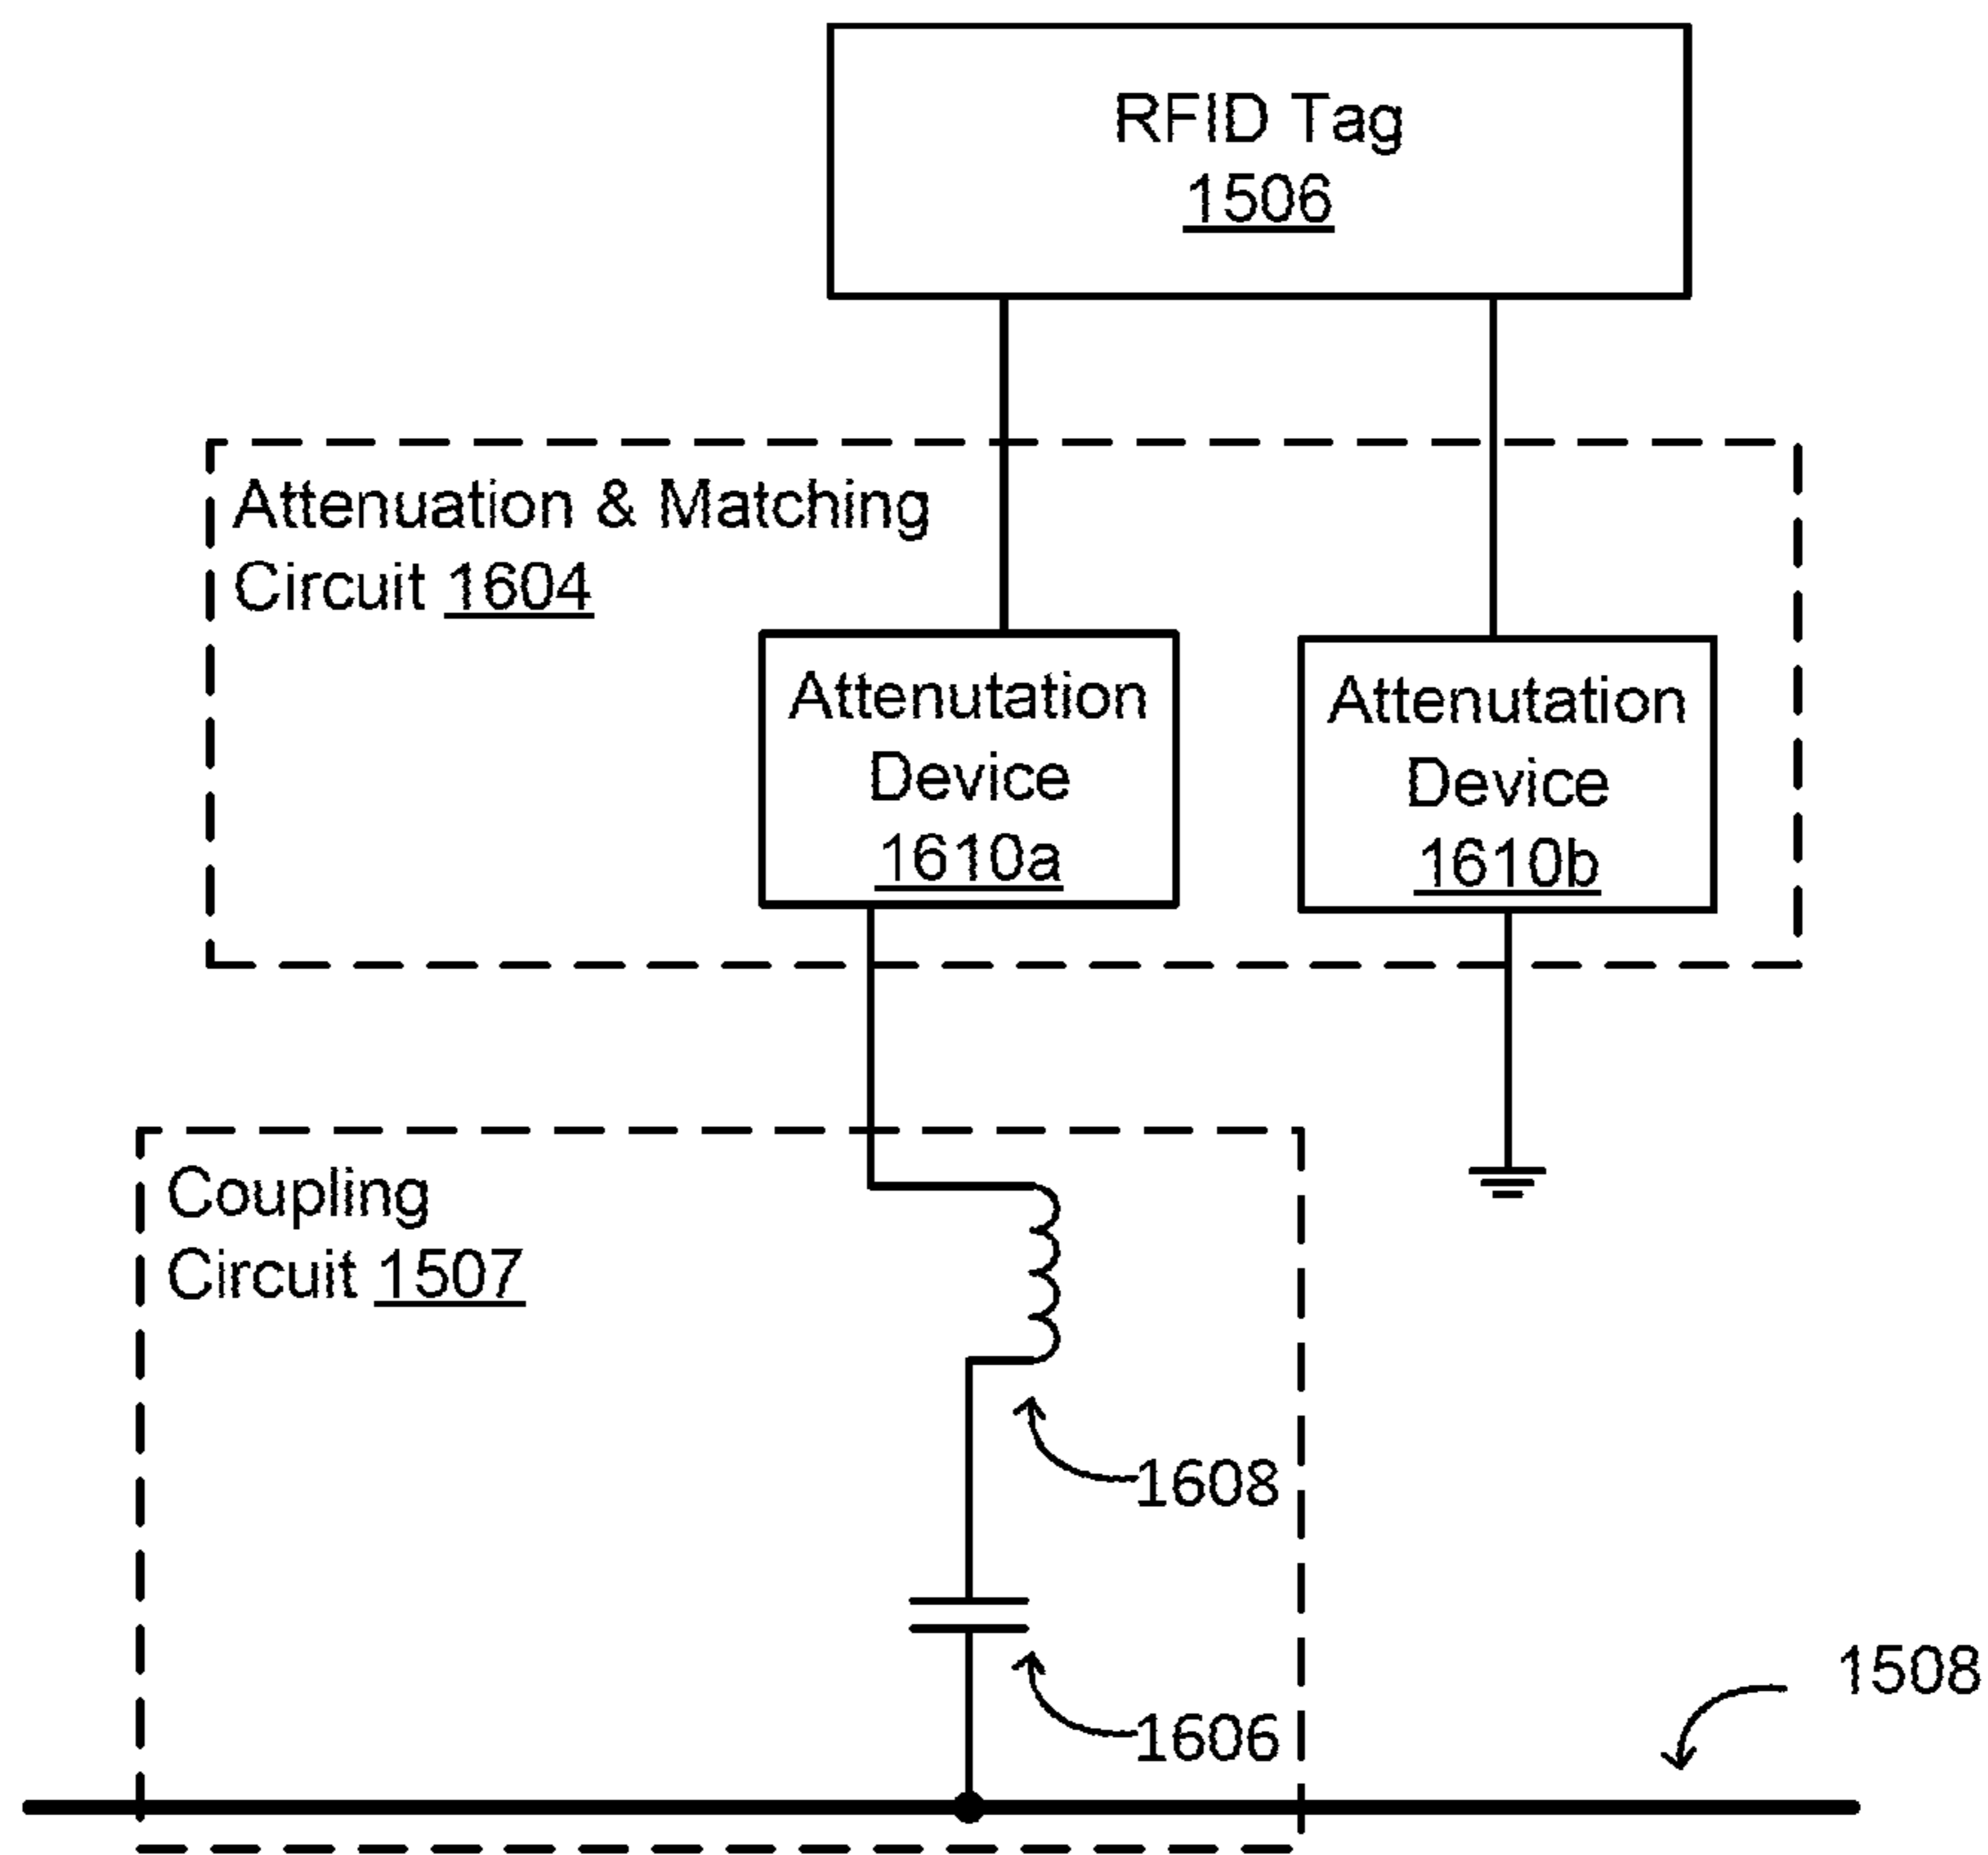 RFID Tag
1506
Attenuation & Matching
Circuit 1604
Attenutation
Device
1610a
Attenutation
Device
1610b
Coupling
Circuit 1507
1608
1606
1508